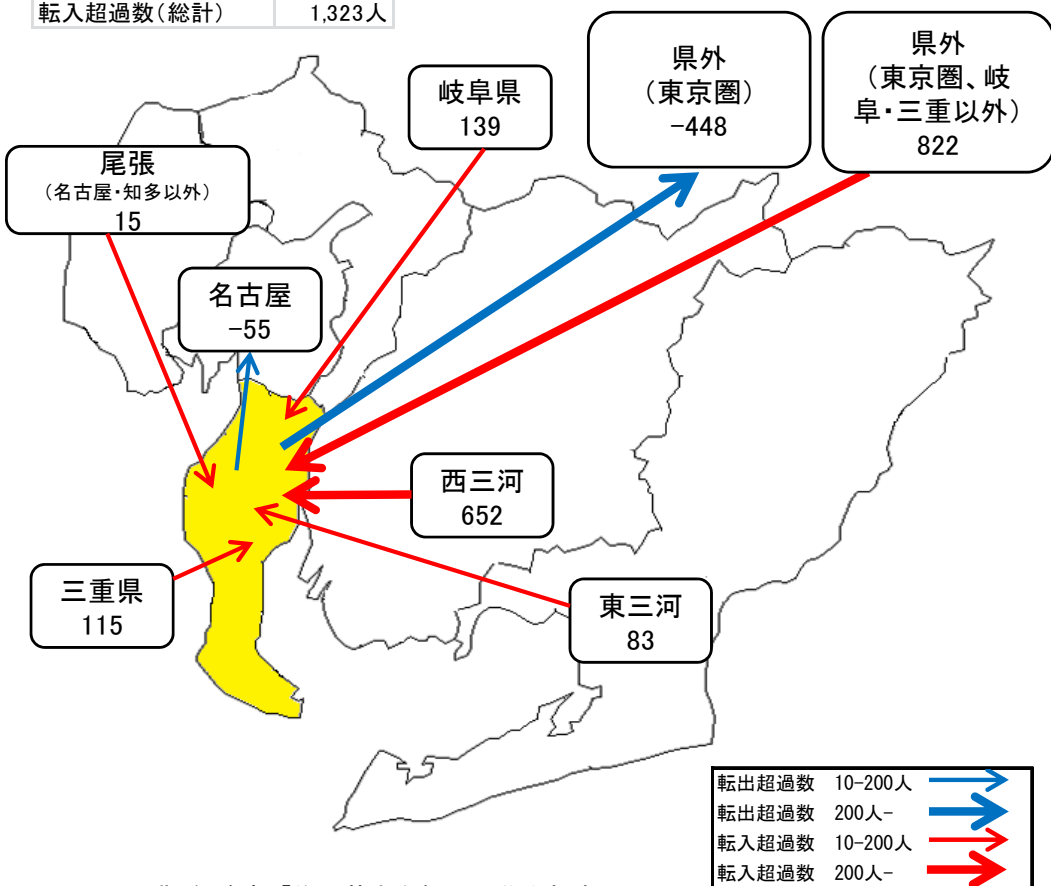 転入超過数(総計) 1,323人
県外
(東京圏)
-448
県外
(東京圏、岐
阜・三重以外)
822
岐阜県
139
尾張
(名古屋・知多以外)
15
名古屋
-55
西三河
652
三重県
115
東三河
83
転出超過数 10-200人
転出超過数 200人-
転入超過数 10-200人
転入超過数 200人-